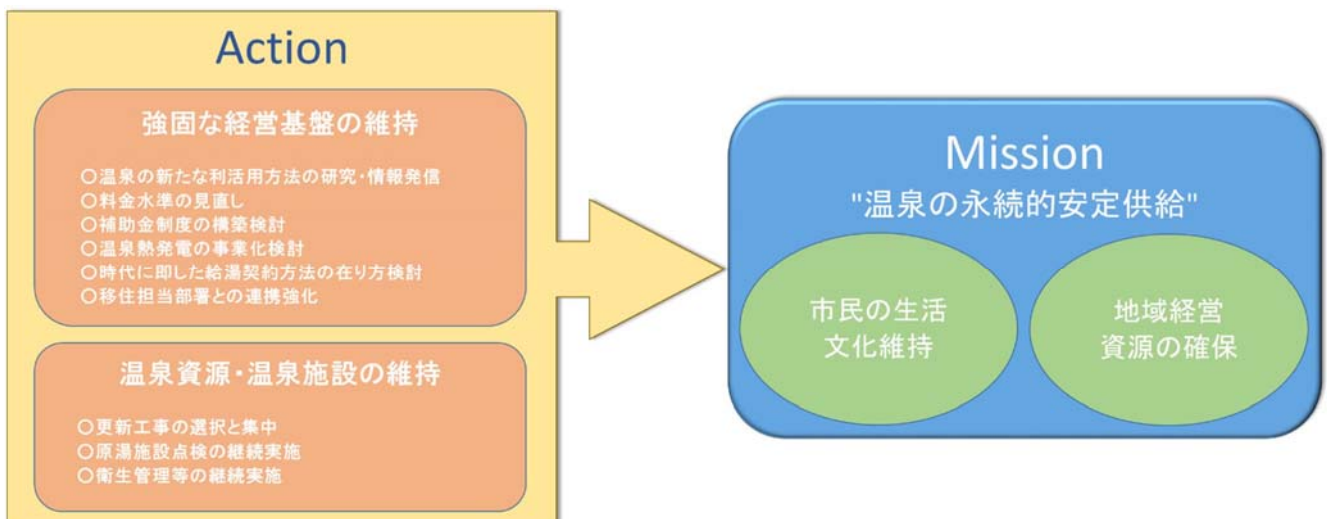 Action
強固な経営基盤の維持
○温泉の新たな利活用方法の研究・情報発信
○料金水準の見直し
○補助金制度の構築検討
○温泉熱発電の事業化検討
○時代に即した給湯契約方法の在り方検討
○移住担当部署との連携強化
温泉資源・温泉施設の維持
○更新工事の選択と集中
○原湯施設点検の継続実施
○衛生管理等の継続実施
Mission
"温泉の永続的安定供給"
市民の生活
文化維持
地域経営
資源の確保